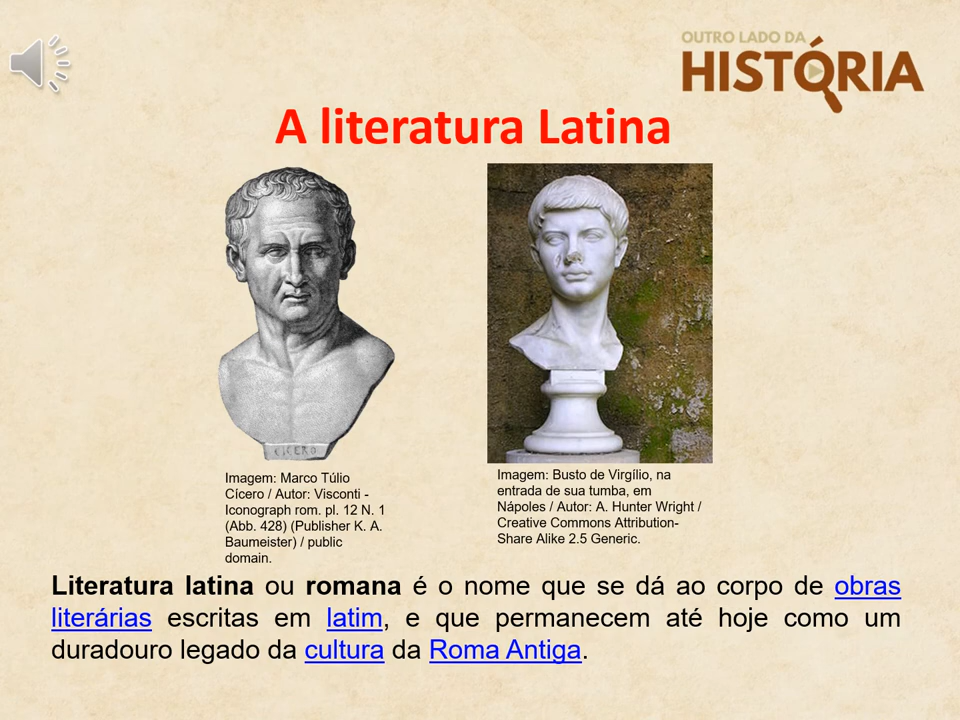 OUTRO LADO DA
HISTÓRIA
A literatura Latina
CICERO
Imagem: Marco Túlio
Cícero / Autor: Visconti -
Iconograph rom. pl. 12 N. 1
(Abb. 428) (Publisher K. A.
Baumeister) / public
domain.
Imagem: Busto de Virgílio, na
entrada de sua tumba, em
Nápoles / Autor: A. Hunter Wright /
Creative Commons Attribution-
Share Alike 2.5 Generic.
Literatura latina ou romana é o nome que se dá ao corpo de obras
literárias escritas em latim, e que permanecem até hoje como um
duradouro legado da cultura da Roma Antiga.